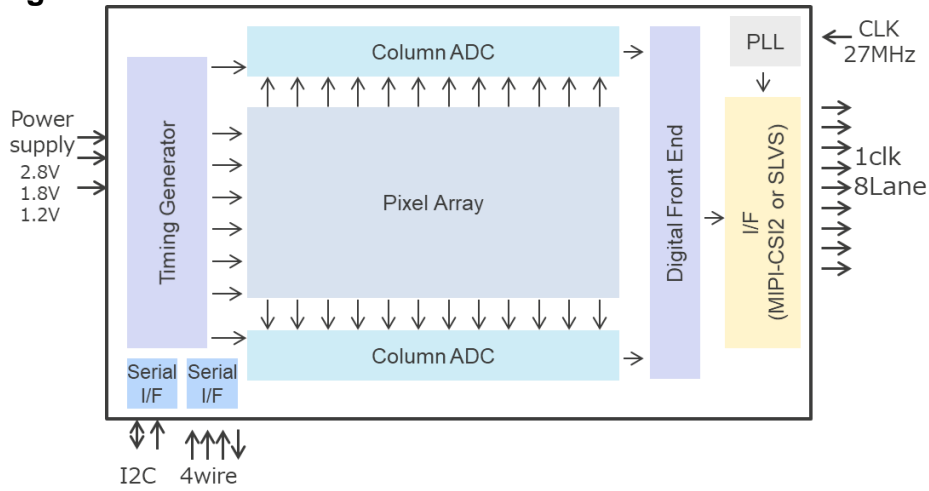 g
Column ADC
PLL
CLK
27MHz
Power
supply
2.8V
1.8V
1.2V
Timing Generator
Pixel Array
Digital Front End
I/F
(MIPI-CSI2 or SLVS)
1clk
8Lane
Column ADC
Serial
I/F
Serial
I/F
I2C
4wire